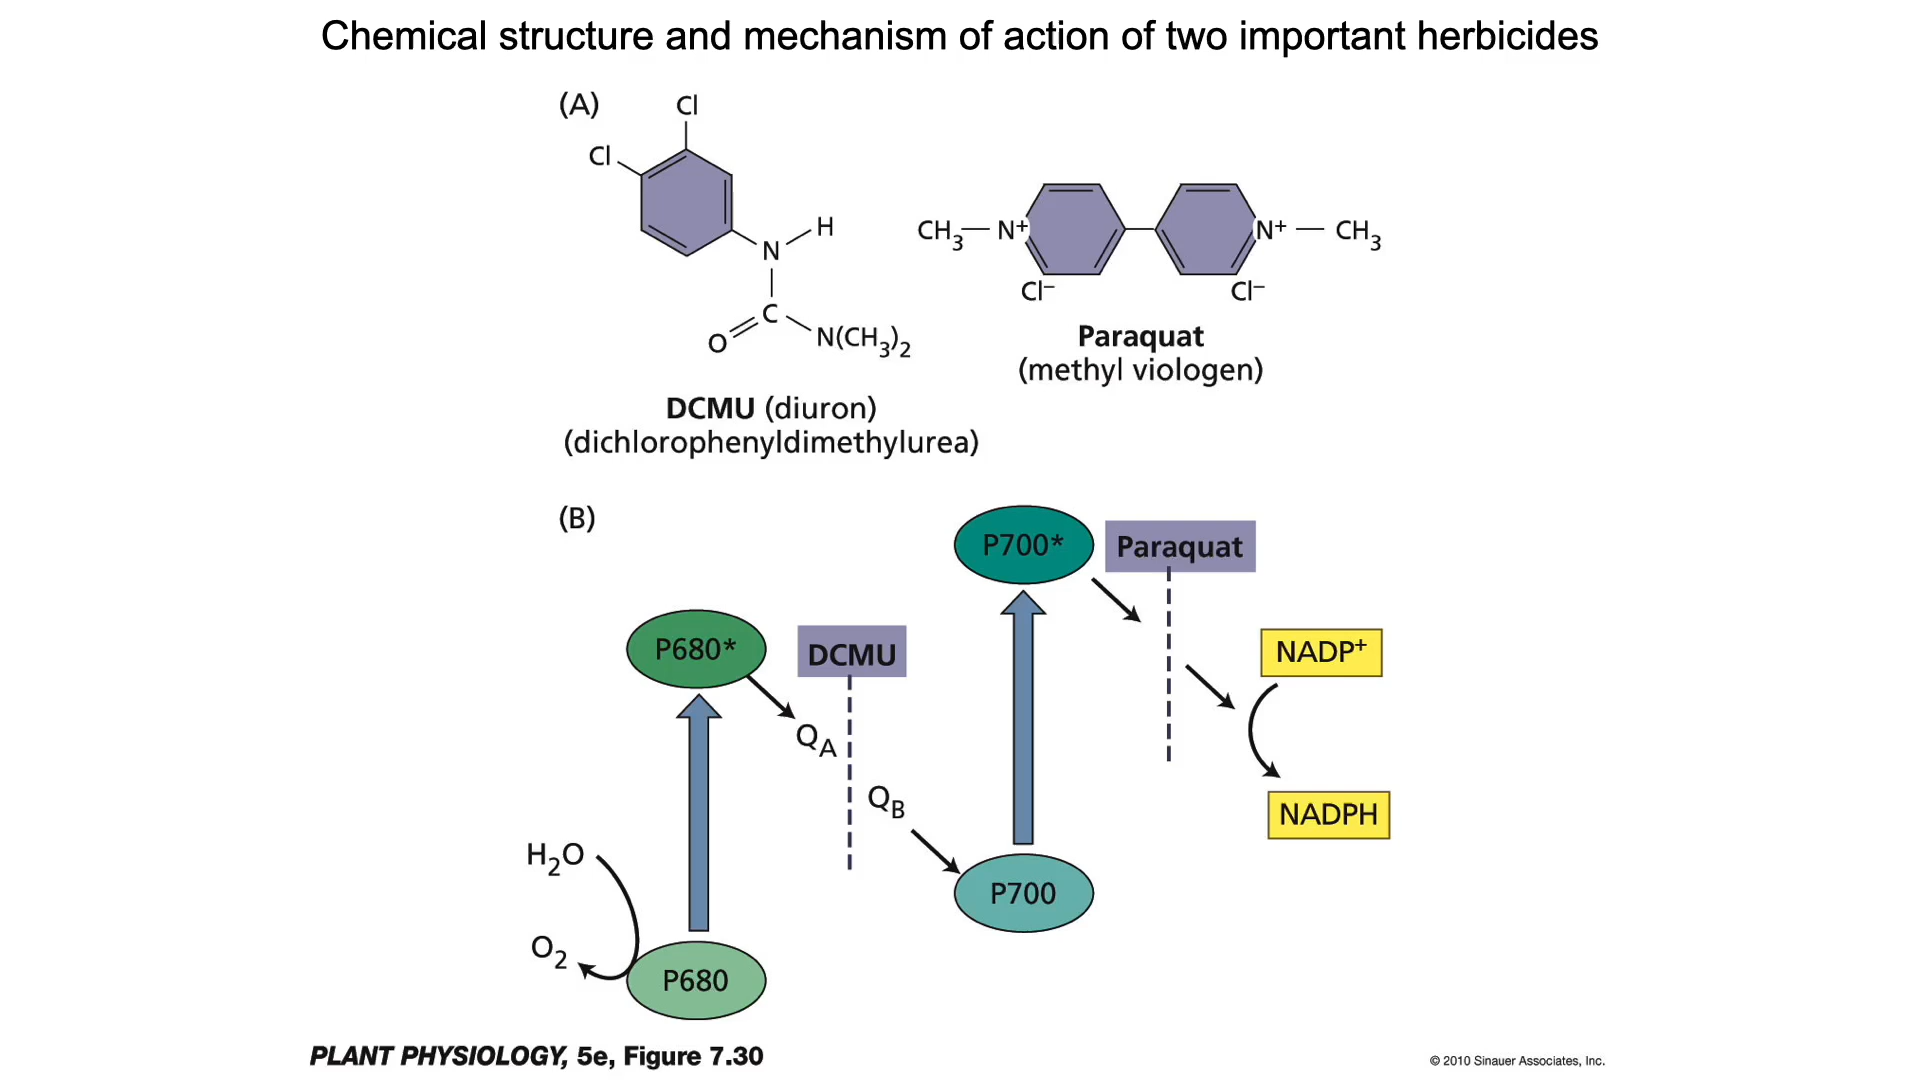 Chemical structure and mechanism of action of two important herbicides
(A)
Cl
Cl
H
N
C
O
N(CH₃)₂
DCMU (diuron)
(dichlorophenyldimethylurea)
CH₃ N⁺ N⁺ CH₃
Cl⁻ Cl⁻
Paraquat
(methyl viologen)
(B)
P700*
Paraquat
P680*
DCMU
NADP⁺
Q_A
Q_B
NADPH
H₂O
P700
O₂
P680
PLANT PHYSIOLOGY, 5e, Figure 7.30
© 2010 Sinauer Associates, Inc.